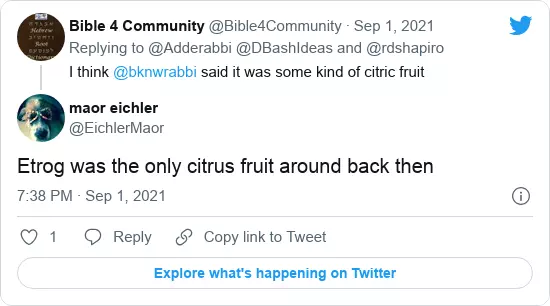 Bible 4 Community @Bible4Community · Sep 1, 2021
Replying to @Adderabbi @DBashIdeas and @rdshapiro
I think @bknwrabbi said it was some kind of citric fruit
maor eichler
@EichlerMaor
Etrog was the only citrus fruit around back then
7:38 PM · Sep 1, 2021
1 Reply Copy link to Tweet
Explore what's happening on Twitter